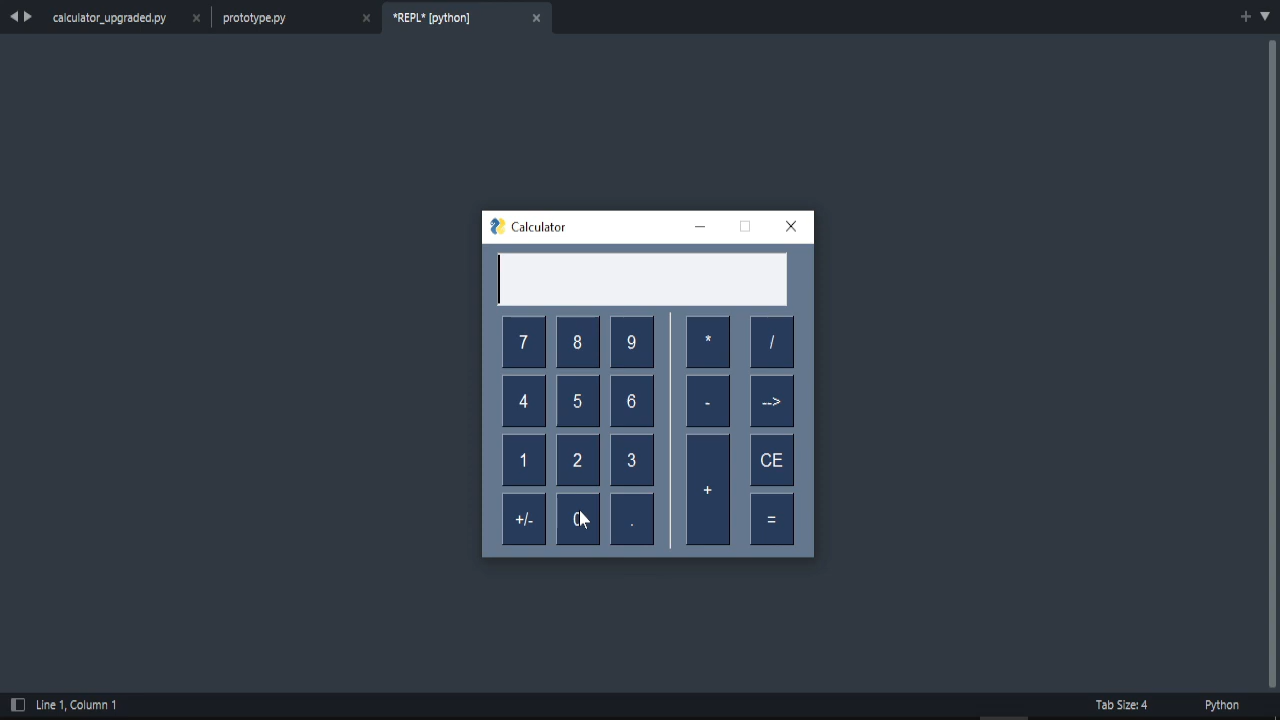 calculator_upgraded.py × prototype.py × *REPL* [python] ×
Calculator
7 8 9 * /
4 5 6 - -->
1 2 3 + CE
+/- 0 . =
Line 1, Column 1 Tab Size: 4 Python